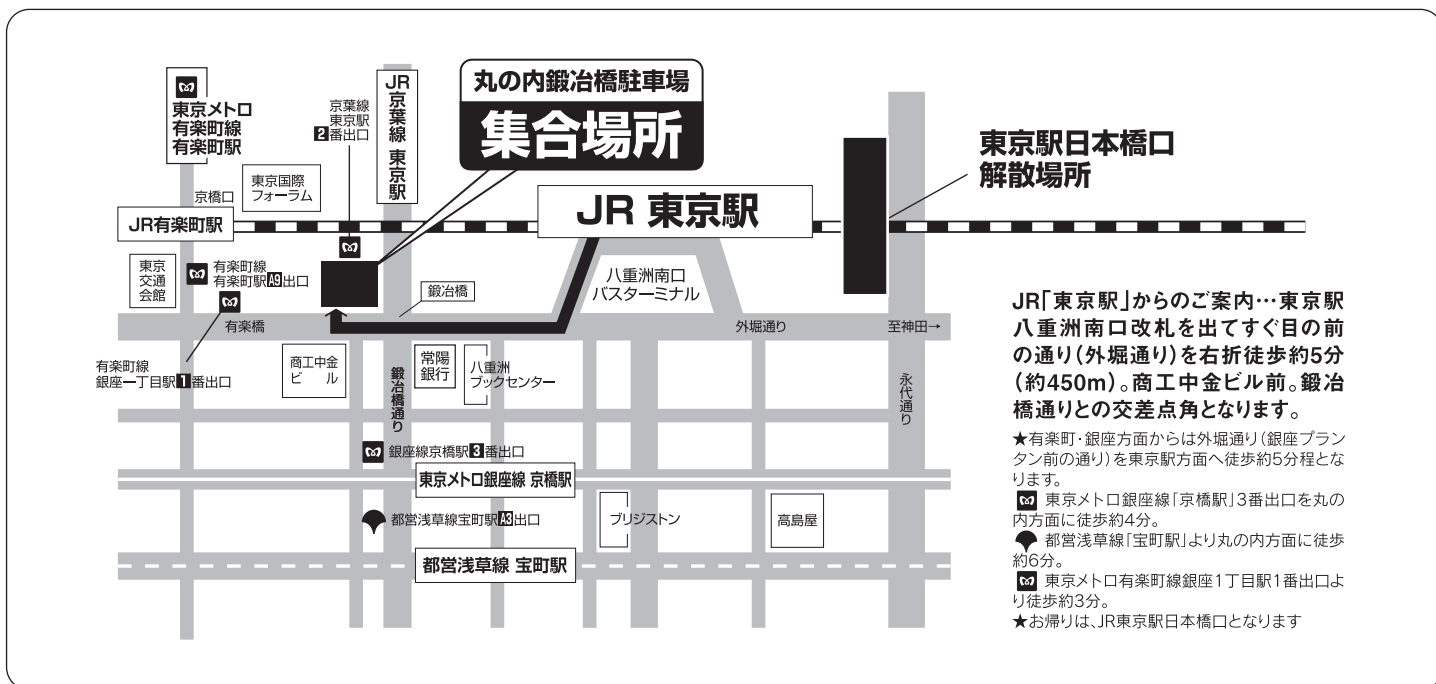 丸の内鍛冶橋駐車場
集合場所
東京メトロ
有楽町線
有楽町駅
京葉線
東京駅
2番出口
JR京葉線 東京駅
東京駅日本橋口
解散場所
京橋口
東京国際
フォーラム
JR有楽町駅
JR 東京駅
東京
交通
会館
有楽町線
有楽町駅A9出口
鍛冶橋
八重洲南口
バスターミナル
有楽橋
外堀通り
至神田→
有楽町線
銀座一丁目駅1番出口
商工中金
ビル
鍛冶橋通り
常陽
銀行
八重洲
ブックセンター
永代通り
銀座線京橋駅3番出口
東京メトロ銀座線 京橋駅
都営浅草線宝町駅A3出口
ブリジストン
高島屋
都営浅草線 宝町駅
JR「東京駅」からのご案内…東京駅
八重洲南口改札を出てすぐ目の前
の通り(外堀通り)を右折徒歩約5分
(約450m)。商工中金ビル前。鍛冶
橋通りとの交差点角となります。
★有楽町・銀座方面からは外堀通り(銀座プラン
タン前の通り)を東京駅方面へ徒歩約5分程とな
ります。
東京メトロ銀座線「京橋駅」3番出口を丸の
内方面に徒歩約4分。
都営浅草線「宝町駅」より丸の内方面に徒歩
約6分。
東京メトロ有楽町線銀座1丁目駅1番出口よ
り徒歩約3分。
★お帰りは、JR東京駅日本橋口となります